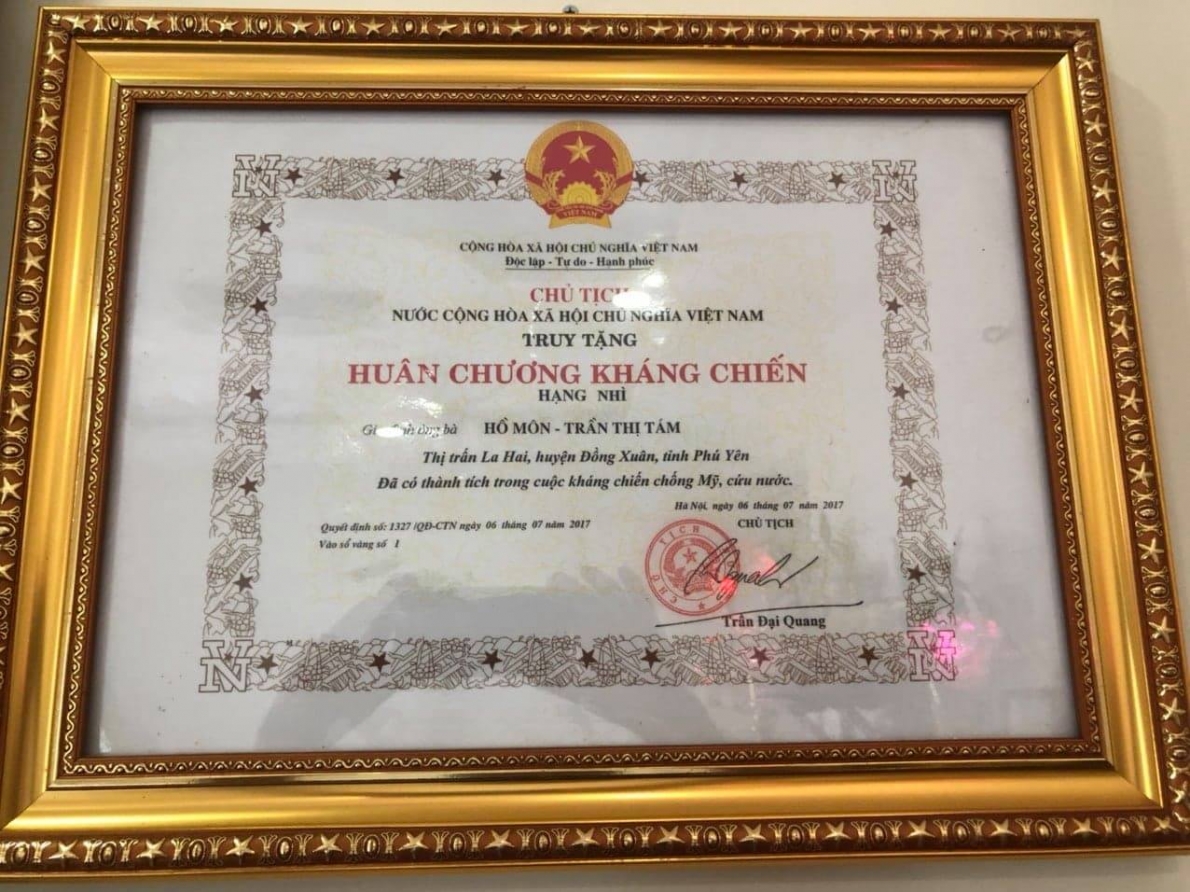 VIỆT NAM
CỘNG HÒA XÃ HỘI CHỦ NGHĨA VIỆT NAM
Độc lập - Tự do - Hạnh phúc
CHỦ TỊCH
NƯỚC CỘNG HÒA XÃ HỘI CHỦ NGHĨA VIỆT NAM
TRUY TẶNG
HUÂN CHƯƠNG KHÁNG CHIẾN
HẠNG NHÌ
ông bà HỒ MÔN - TRẦN THỊ TÁM
Thị trấn La Hai, huyện Đồng Xuân, tỉnh Phú Yên
Đã có thành tích trong cuộc kháng chiến chống Mỹ, cứu nước.
Hà Nội, ngày 06 tháng 07 năm 2017
Quyết định số: 1327 /QĐ-CTN ngày 06 tháng 07 năm 2017
CHỦ TỊCH
Vào sổ vàng số 1
CHỦ TỊCH
Trần Đại Quang